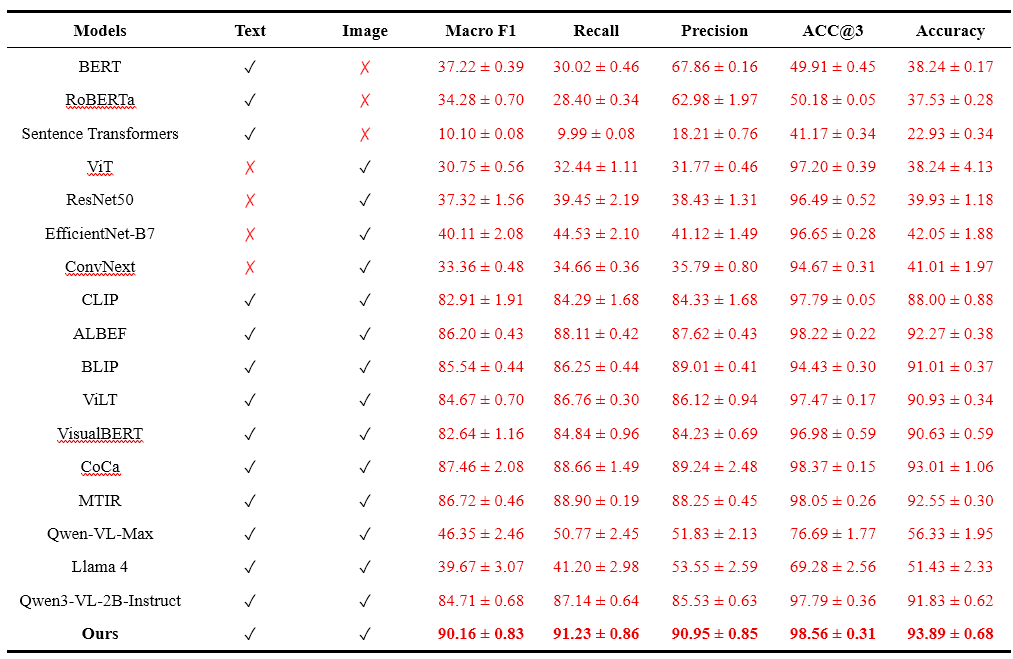 Models Text Image Macro F1 Recall Precision ACC@3 Accuracy
BERT ✓ ✗ 37.22 ± 0.39 30.02 ± 0.46 67.86 ± 0.16 49.91 ± 0.45 38.24 ± 0.17
RoBERTa ✓ ✗ 34.28 ± 0.70 28.40 ± 0.34 62.98 ± 1.97 50.18 ± 0.05 37.53 ± 0.28
Sentence Transformers ✓ ✗ 10.10 ± 0.08 9.99 ± 0.08 18.21 ± 0.76 41.17 ± 0.34 22.93 ± 0.34
ViT ✗ ✓ 30.75 ± 0.56 32.44 ± 1.11 31.77 ± 0.46 97.20 ± 0.39 38.24 ± 4.13
ResNet50 ✗ ✓ 37.32 ± 1.56 39.45 ± 2.19 38.43 ± 1.31 96.49 ± 0.52 39.93 ± 1.18
EfficientNet-B7 ✗ ✓ 40.11 ± 2.08 44.53 ± 2.10 41.12 ± 1.49 96.65 ± 0.28 42.05 ± 1.88
ConvNext ✗ ✓ 33.36 ± 0.48 34.66 ± 0.36 35.79 ± 0.80 94.67 ± 0.31 41.01 ± 1.97
CLIP ✓ ✓ 82.91 ± 1.91 84.29 ± 1.68 84.33 ± 1.68 97.79 ± 0.05 88.00 ± 0.88
ALBEF ✓ ✓ 86.20 ± 0.43 88.11 ± 0.42 87.62 ± 0.43 98.22 ± 0.22 92.27 ± 0.38
BLIP ✓ ✓ 85.54 ± 0.44 86.25 ± 0.44 89.01 ± 0.41 94.43 ± 0.30 91.01 ± 0.37
ViLT ✓ ✓ 84.67 ± 0.70 86.76 ± 0.30 86.12 ± 0.94 97.47 ± 0.17 90.93 ± 0.34
VisualBERT ✓ ✓ 82.64 ± 1.16 84.84 ± 0.96 84.23 ± 0.69 96.98 ± 0.59 90.63 ± 0.59
CoCa ✓ ✓ 87.46 ± 2.08 88.66 ± 1.49 89.24 ± 2.48 98.37 ± 0.15 93.01 ± 1.06
MTIR ✓ ✓ 86.72 ± 0.46 88.90 ± 0.19 88.25 ± 0.45 98.05 ± 0.26 92.55 ± 0.30
Qwen-VL-Max ✓ ✓ 46.35 ± 2.46 50.77 ± 2.45 51.83 ± 2.13 76.69 ± 1.77 56.33 ± 1.95
Llama 4 ✓ ✓ 39.67 ± 3.07 41.20 ± 2.98 53.55 ± 2.59 69.28 ± 2.56 51.43 ± 2.33
Qwen3-VL-2B-Instruct ✓ ✓ 84.71 ± 0.68 87.14 ± 0.64 85.53 ± 0.63 97.79 ± 0.36 91.83 ± 0.62
Ours ✓ ✓ 90.16 ± 0.83 91.23 ± 0.86 90.95 ± 0.85 98.56 ± 0.31 93.89 ± 0.68